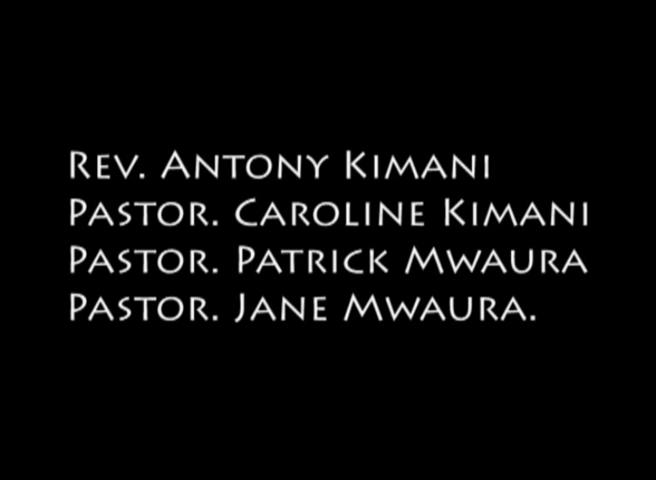 Rev. Antony Kimani
Pastor. Caroline Kimani
Pastor. Patrick Mwaura
Pastor. Jane Mwaura.